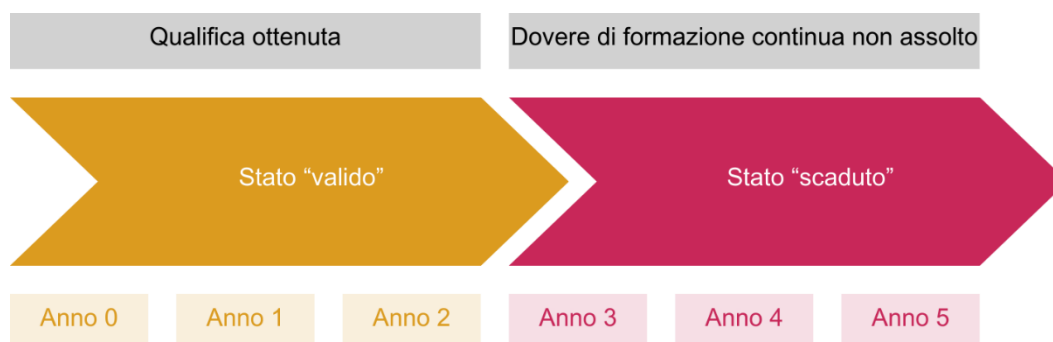 Qualifica ottenuta
Dovere di formazione continua non assolto
Stato “valido”
Stato “scaduto”
Anno 0
Anno 1
Anno 2
Anno 3
Anno 4
Anno 5